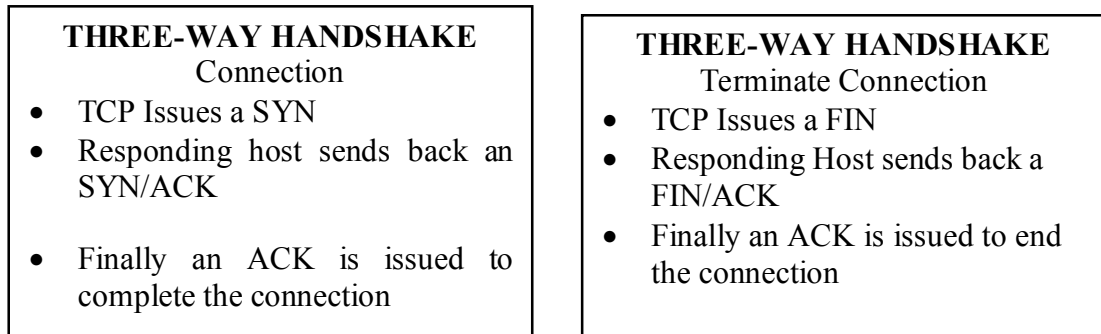 THREE-WAY HANDSHAKE
Connection
• TCP Issues a SYN
• Responding host sends back an
SYN/ACK
• Finally an ACK is issued to
complete the connection
THREE-WAY HANDSHAKE
Terminate Connection
• TCP Issues a FIN
• Responding Host sends back a
FIN/ACK
• Finally an ACK is issued to end
the connection